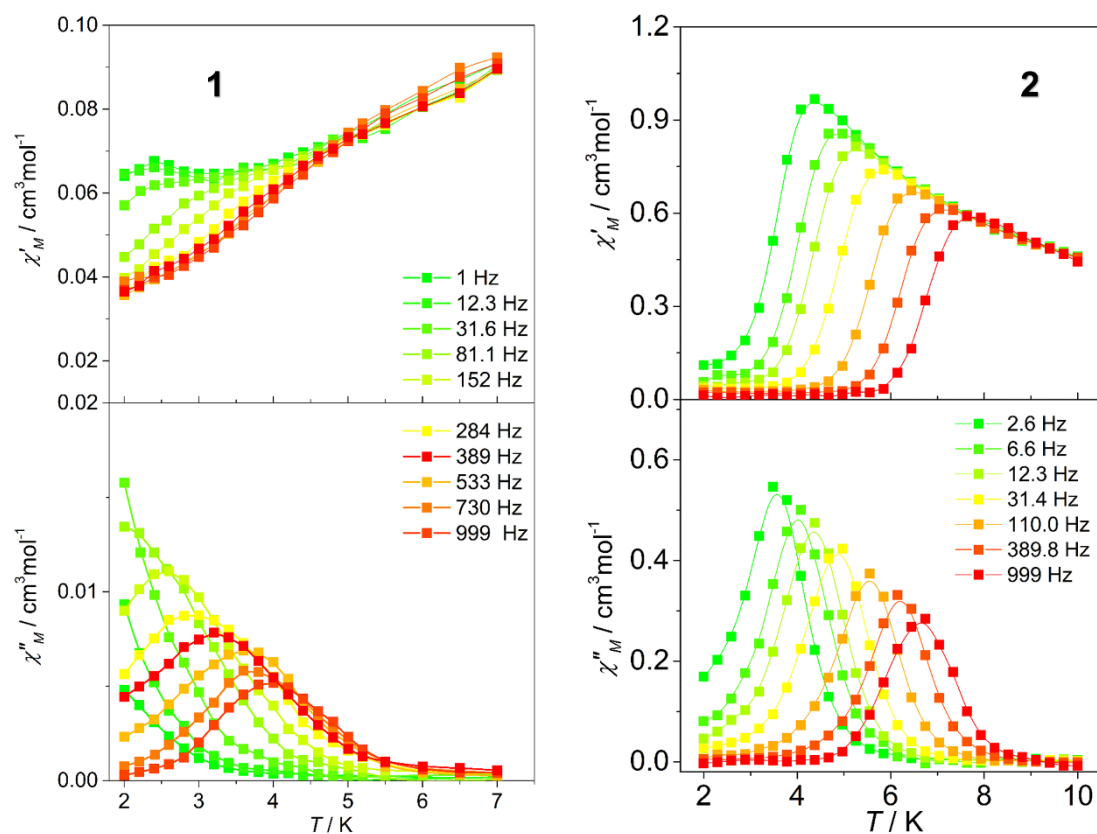 1
χ′M / cm3mol-1
0.10
0.08
0.06
0.04
0.02
0.02
1 Hz
12.3 Hz
31.6 Hz
81.1 Hz
152 Hz
χ″M / cm3mol-1
0.01
0.00
284 Hz
389 Hz
533 Hz
730 Hz
999 Hz
2 3 4 5 6 7
T / K
2
χ′M / cm3mol-1
1.2
0.9
0.6
0.3
0.0
χ″M / cm3mol-1
0.6
0.4
0.2
0.0
2.6 Hz
6.6 Hz
12.3 Hz
31.4 Hz
110.0 Hz
389.8 Hz
999 Hz
2 4 6 8 10
T / K